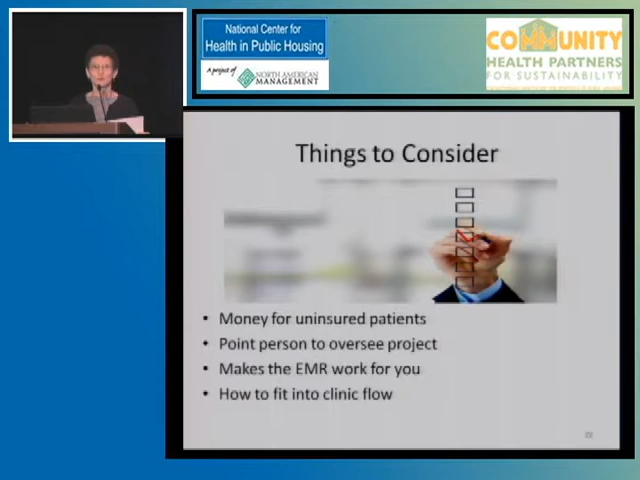 National Center for
Health in Public Housing
A project of
NORTH AMERICAN
MANAGEMENT
COMMUNITY
HEALTH PARTNERS
FOR SUSTAINABILITY
Things to Consider
• Money for uninsured patients
• Point person to oversee project
• Makes the EMR work for you
• How to fit into clinic flow